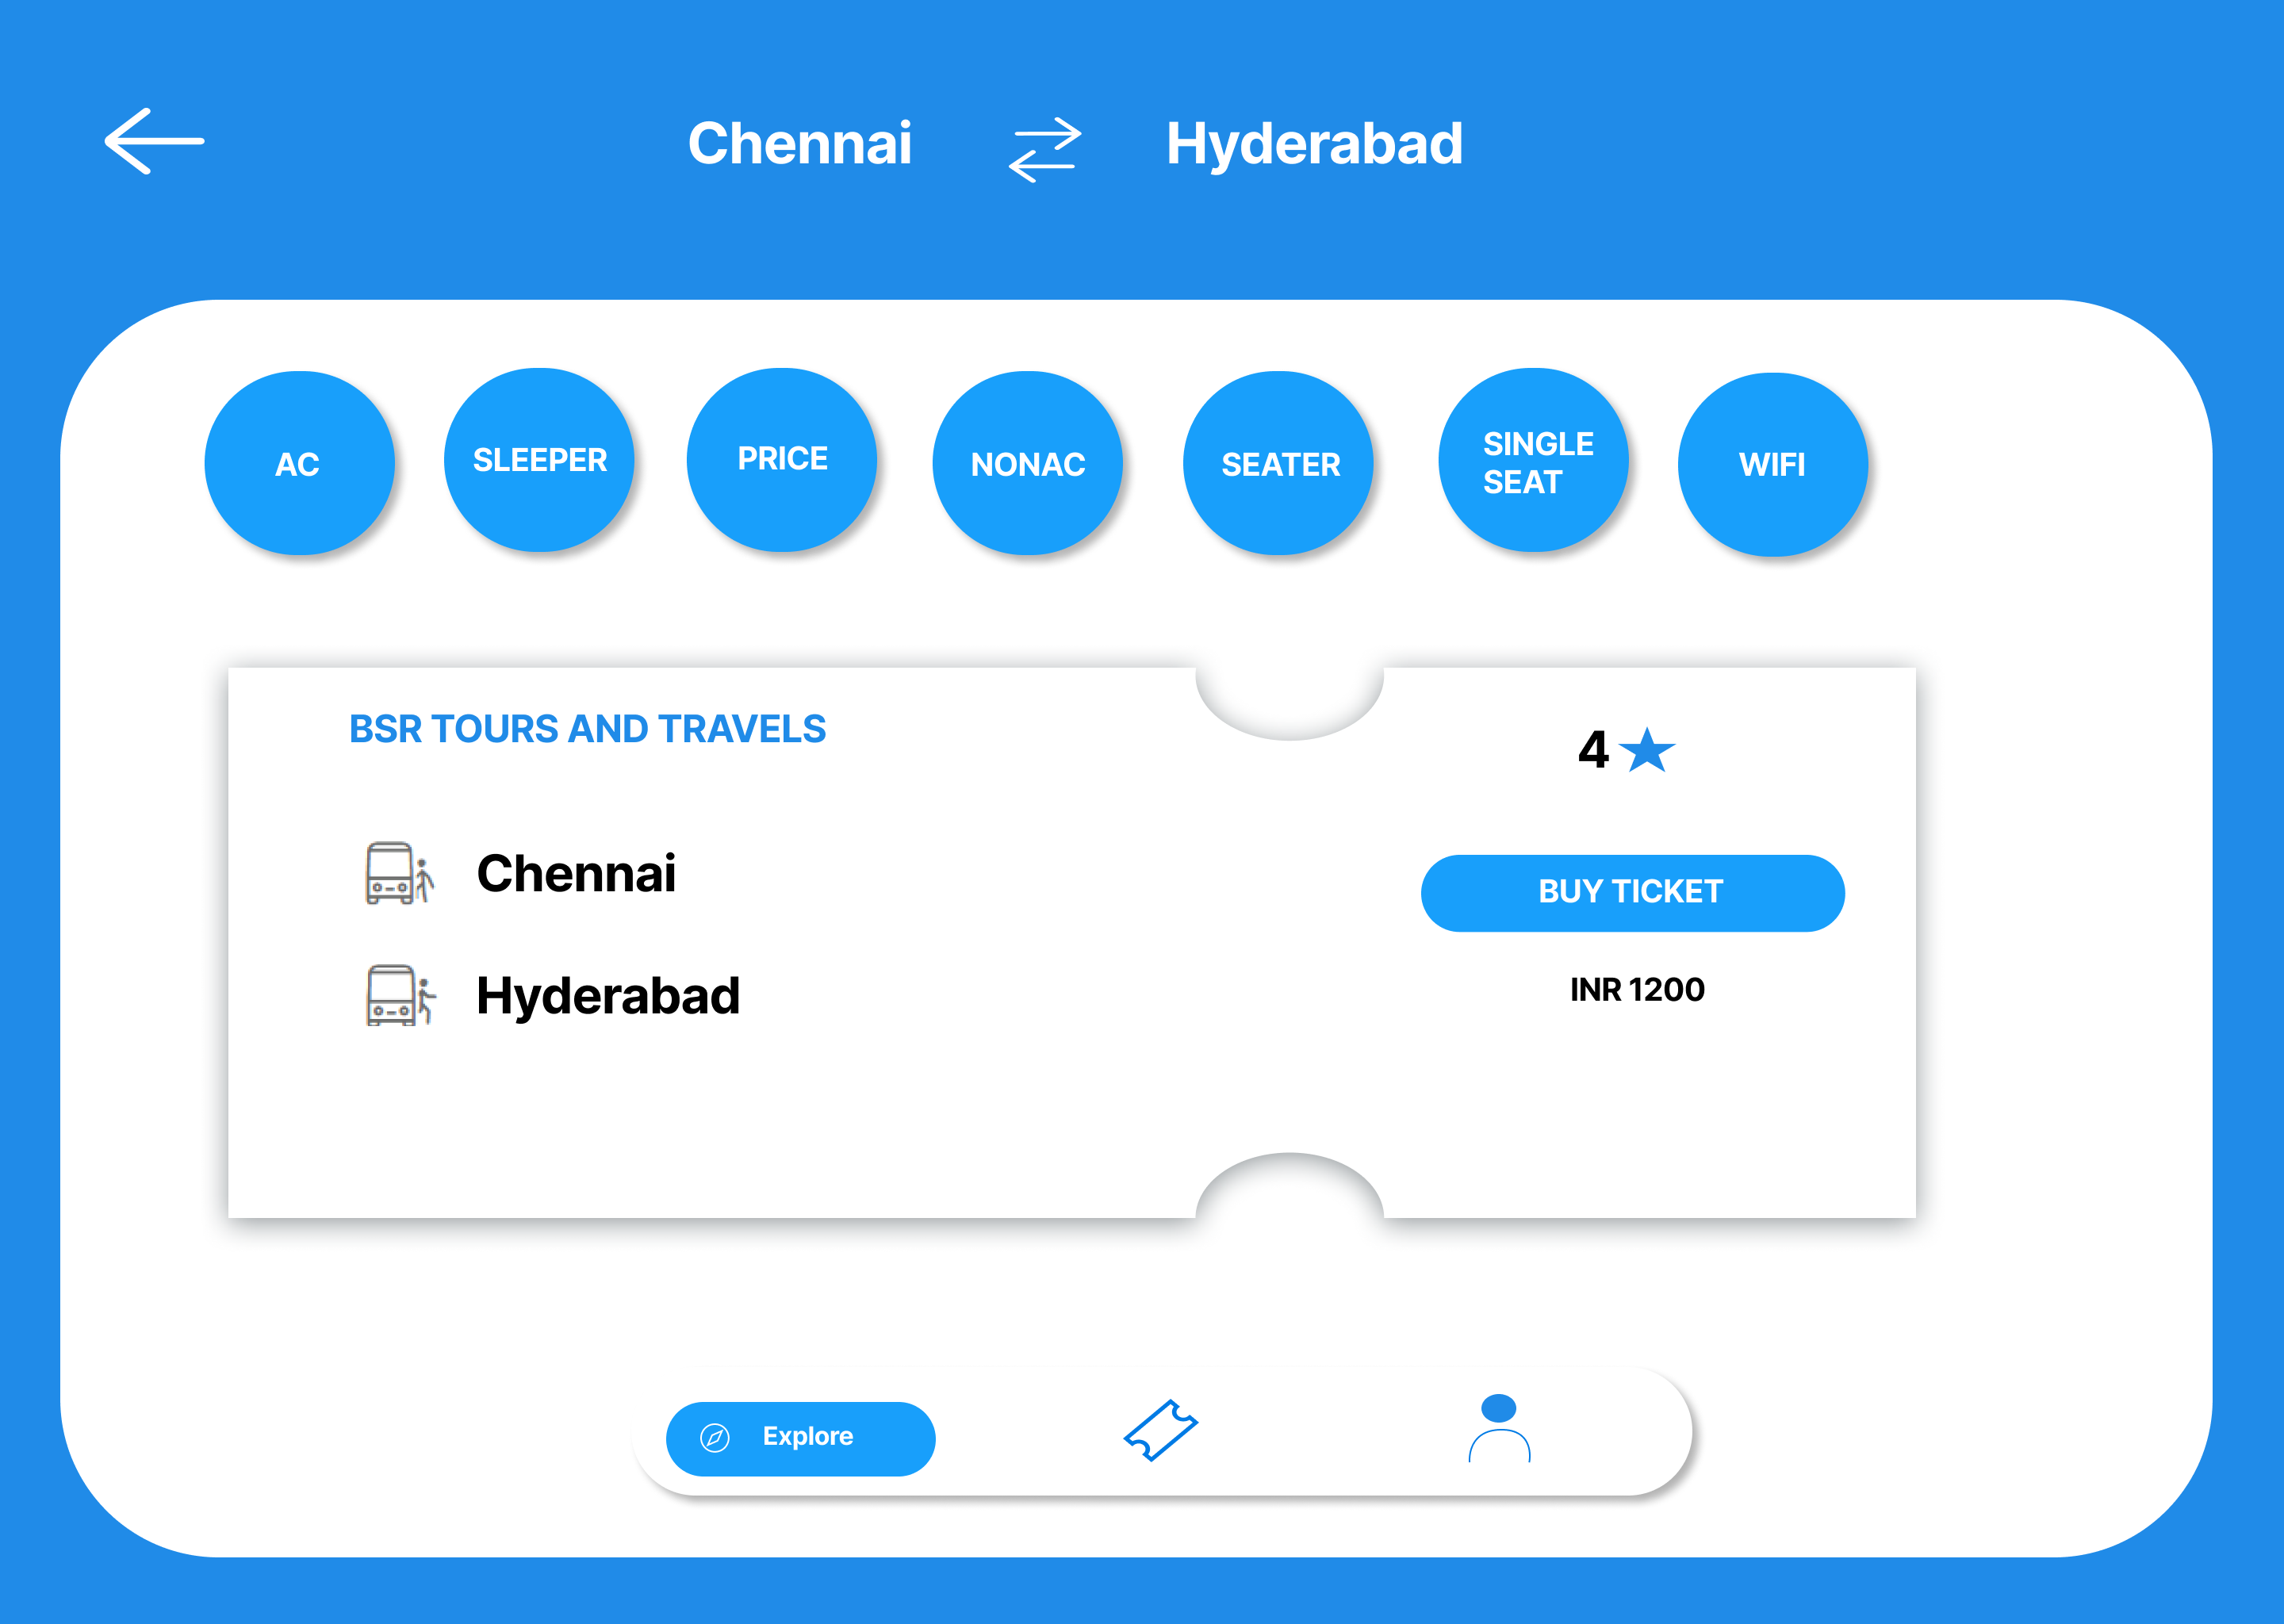 Chennai
Hyderabad
AC
SLEEPER
PRICE
NONAC
SEATER
SINGLE
SEAT
WIFI
BSR TOURS AND TRAVELS
4
Chennai
BUY TICKET
Hyderabad
INR 1200
Explore